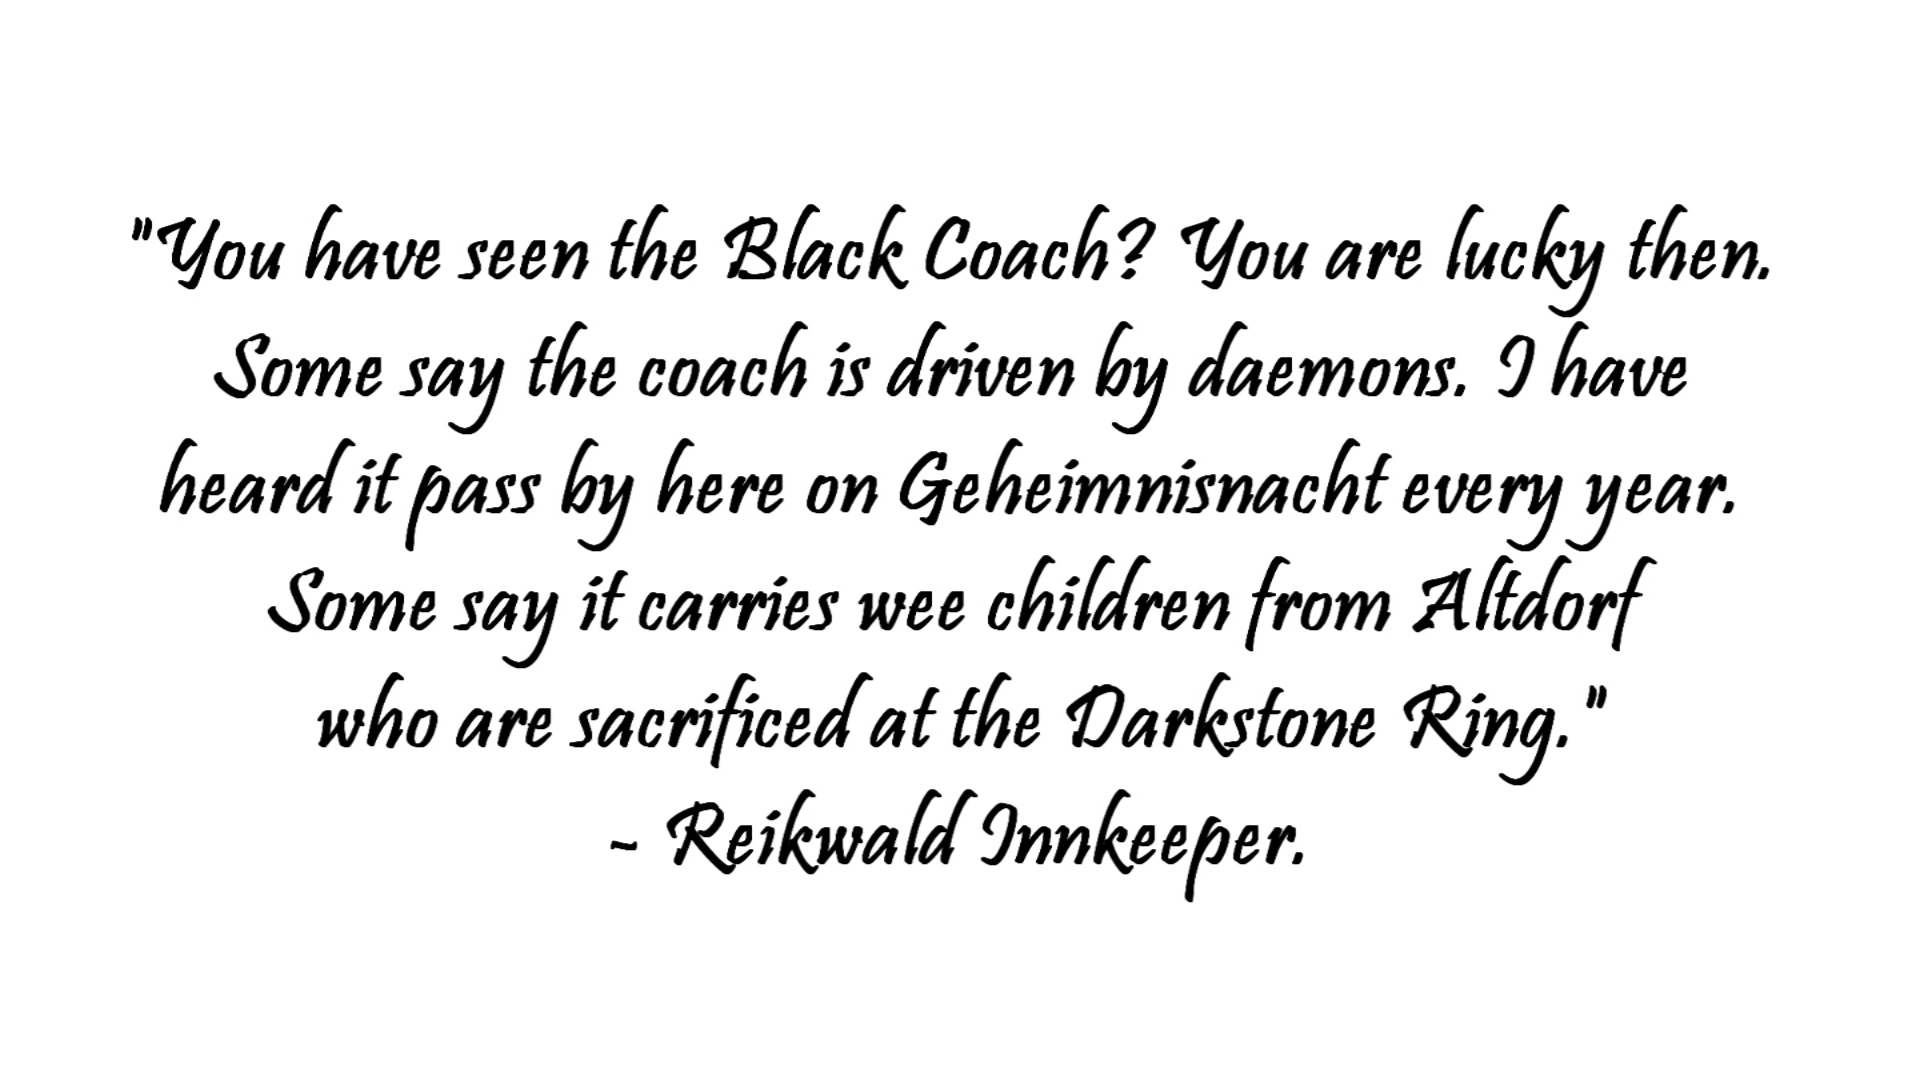 "You have seen the Black Coach? You are lucky then.
Some say the coach is driven by daemons. I have
heard it pass by here on Geheimnisnacht every year.
Some say it carries wee children from Altdorf
who are sacrificed at the Darkstone Ring."
~ Reikwald Innkeeper.